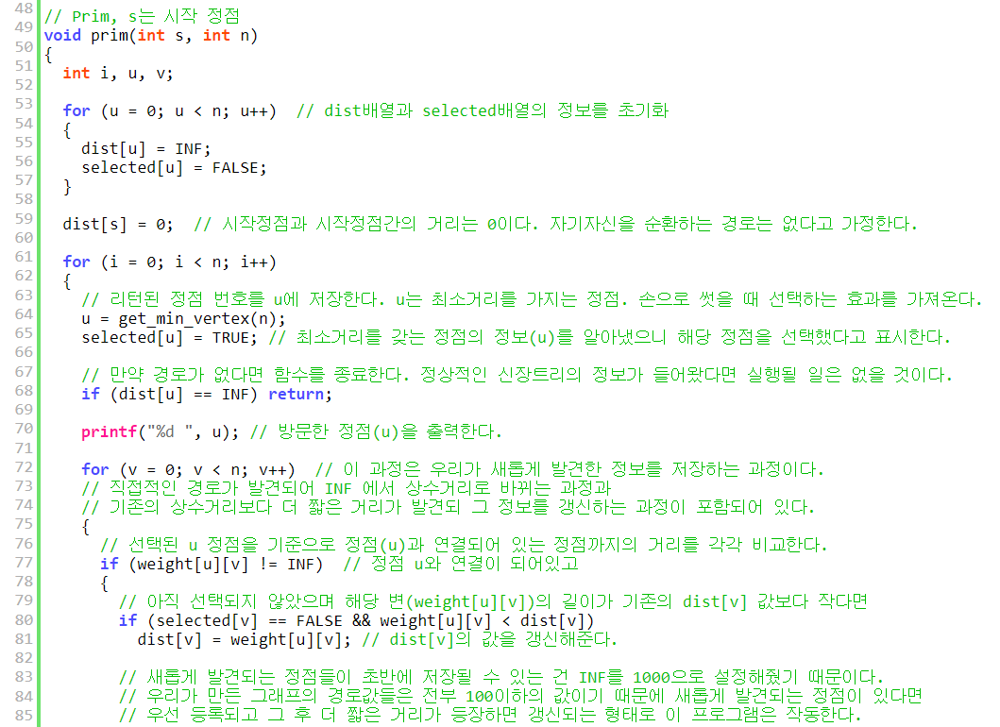 48
49 // Prim, s는 시작 정점
50 void prim(int s, int n)
51 {
52   int i, u, v;
53
54   for (u = 0; u < n; u++)  // dist배열과 selected배열의 정보를 초기화
55   {
56     dist[u] = INF;
57     selected[u] = FALSE;
58   }
59
60   dist[s] = 0;  // 시작정점과 시작정점간의 거리는 0이다. 자기자신을 순환하는 경로는 없다고 가정한다.
61
62   for (i = 0; i < n; i++)
63   {
64     // 리턴된 정점 번호를 u에 저장한다. u는 최소거리를 가지는 정점. 손으로 썻을 때 선택하는 효과를 가져온다.
65     u = get_min_vertex(n);
66     selected[u] = TRUE; // 최소거리를 갖는 정점의 정보(u)를 알아냈으니 해당 정점을 선택했다고 표시한다.
67
68     // 만약 경로가 없다면 함수를 종료한다. 정상적인 신장트리의 정보가 들어왔다면 실행될 일은 없을 것이다.
69     if (dist[u] == INF) return;
70
71     printf("%d ", u); // 방문한 정점(u)을 출력한다.
72
73     for (v = 0; v < n; v++)  // 이 과정은 우리가 새롭게 발견한 정보를 저장하는 과정이다.
74     // 직접적인 경로가 발견되어 INF 에서 상수거리로 바뀌는 과정과
75     // 기존의 상수거리보다 더 짧은 거리가 발견되 그 정보를 갱신하는 과정이 포함되어 있다.
76     {
77       // 선택된 u 정점을 기준으로 정점(u)과 연결되어 있는 정점까지의 거리를 각각 비교한다.
78       if (weight[u][v] != INF)  // 정점 u와 연결이 되어있고
79       {
80         // 아직 선택되지 않았으며 해당 변(weight[u][v])의 길이가 기존의 dist[v] 값보다 작다면
81         if (selected[v] == FALSE && weight[u][v] < dist[v])
82           dist[v] = weight[u][v]; // dist[v]의 값을 갱신해준다.
83
84         // 새롭게 발견되는 정점들이 초반에 저장될 수 있는 건 INF를 1000으로 설정해줬기 때문이다.
85         // 우리가 만든 그래프의 경로값들은 전부 100이하의 값이기 때문에 새롭게 발견되는 정점이 있다면
        // 우선 등록되고 그 후 더 짧은 거리가 등장하면 갱신되는 형태로 이 프로그램은 작동한다.